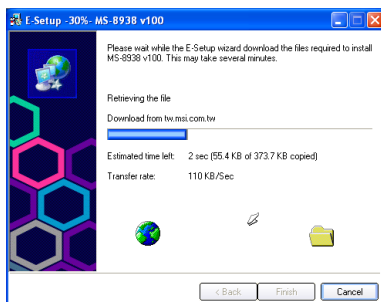 E-Setup -30%- MS-8938 v100
Please wait while the E-Setup wizard download the files required to install
MS-8938 v100. This may take several minutes.
Retrieving the file
Download from tw.msi.com.tw
Estimated time left: 2 sec (55.4 KB of 373.7 KB copied)
Transfer rate: 110 KB/Sec
< Back Finish Cancel